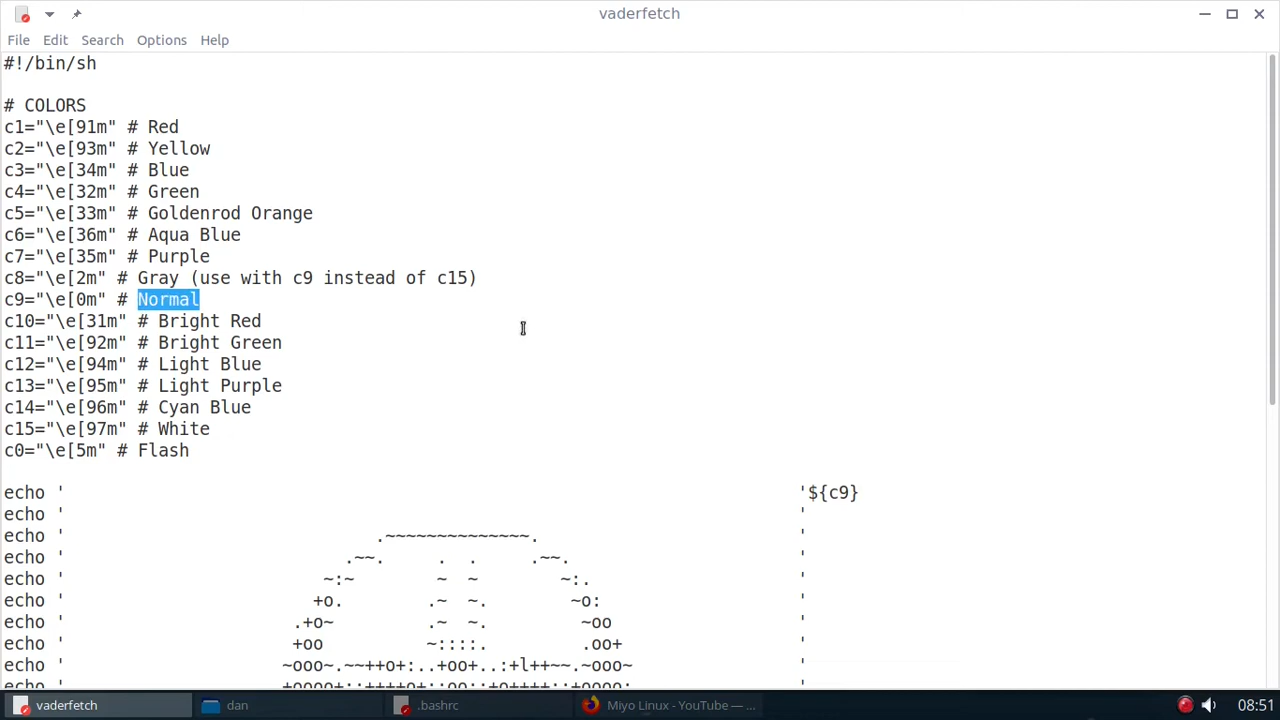 vaderfetch
File Edit Search Options Help
#!/bin/sh
# COLORS
c1="\e[91m" # Red
c2="\e[93m" # Yellow
c3="\e[34m" # Blue
c4="\e[32m" # Green
c5="\e[33m" # Goldenrod Orange
c6="\e[36m" # Aqua Blue
c7="\e[35m" # Purple
c8="\e[2m" # Gray (use with c9 instead of c15)
c9="\e[0m" # Normal
c10="\e[31m" # Bright Red
c11="\e[92m" # Bright Green
c12="\e[94m" # Light Blue
c13="\e[95m" # Light Purple
c14="\e[96m" # Cyan Blue
c15="\e[97m" # White
c0="\e[5m" # Flash
echo '                                                                       '${c9}
echo '                                                                       '
echo '                              .~~~~~~~~~~~~~~.                         '
echo '                           .~~.     .  .     .~~.                      '
echo '                         ~:~        ~  ~        ~:.                    '
echo '                        +o.        .~  ~.        ~o:                   '
echo '                      .+o~         .~  ~.         ~oo                  '
echo '                      +oo          ~::::.         .oo+                 '
echo '                     ~ooo~.~~++o+:..+oo+..:+l++~~.~ooo~                '
echo '                     +oooo+::++++o+::oo::+o++++::+oooo:                '
vaderfetch dan .bashrc Miyo Linux - YouTube — ... 08:51